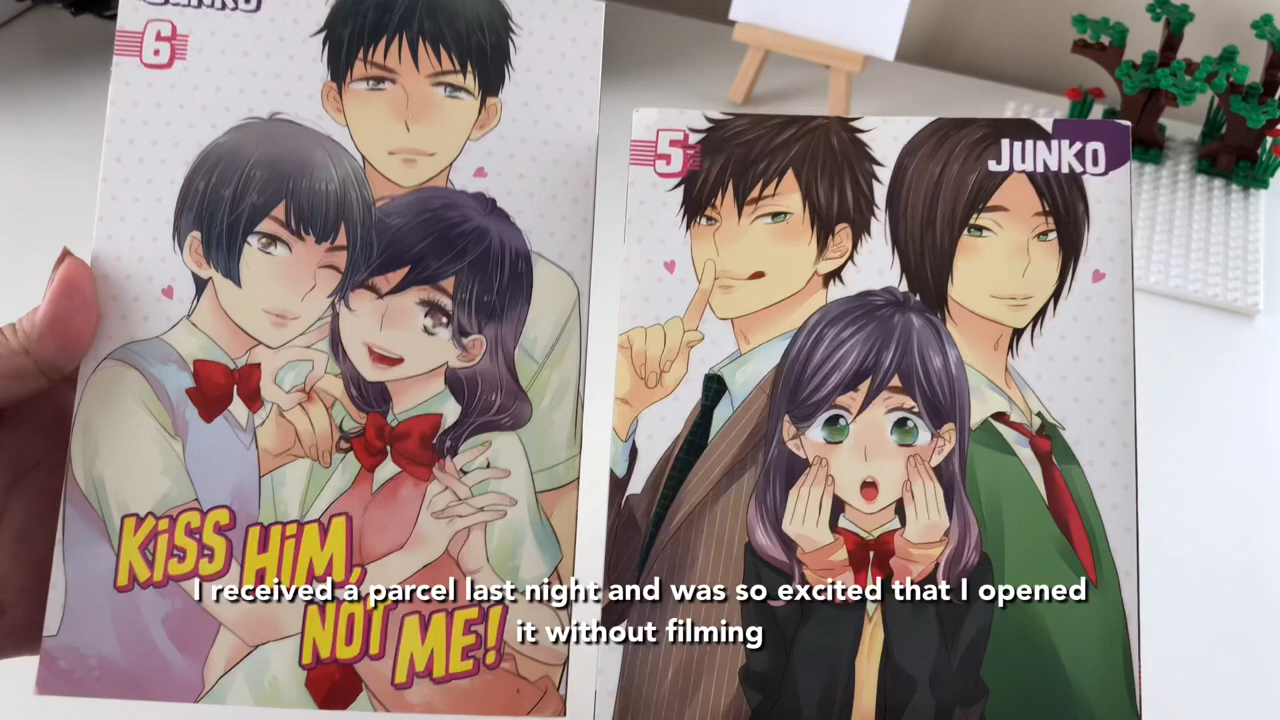 JUNKO
6
5
JUNKO
KISS HIM,
NOT ME!
I received a parcel last night and was so excited that I opened
it without filming